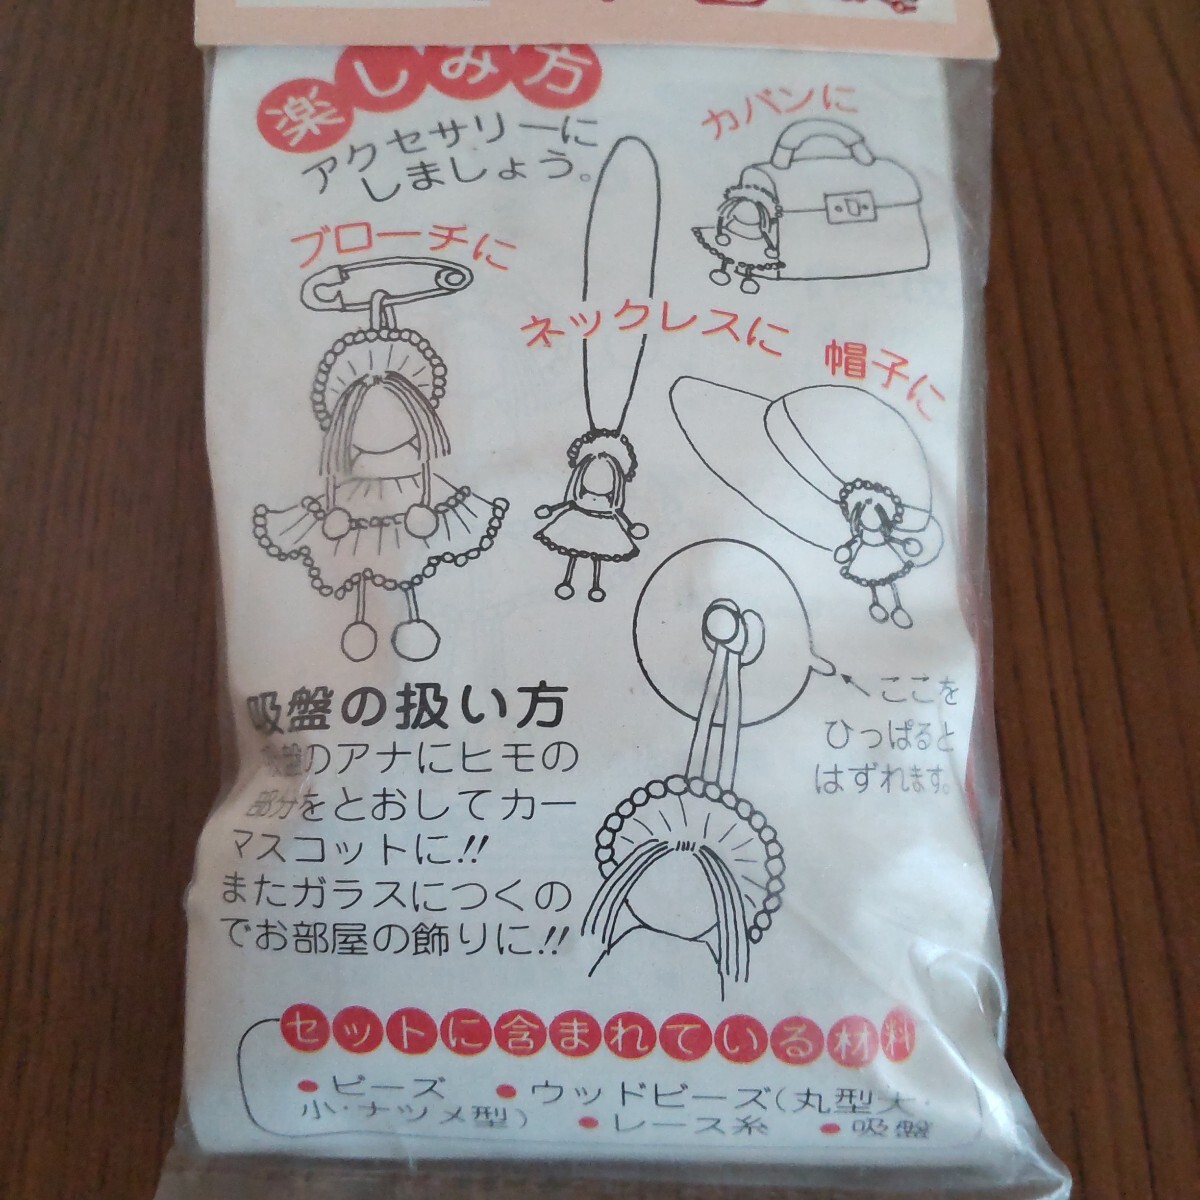 楽しみ方
アクセサリーに
しましょう。
カバンに
ブローチに
ネックレスに
帽子に
吸盤の扱い方
吸盤のアナにヒモの
部分をとおしてカー
マスコットに!!
またガラスにつくの
でお部屋の飾りに!!
ここを
ひっぱると
はずれます。
セットに含まれている材料
●ビーズ ●ウッドビーズ(丸型大・
小・ナツメ型) ●レース糸 ●吸盤